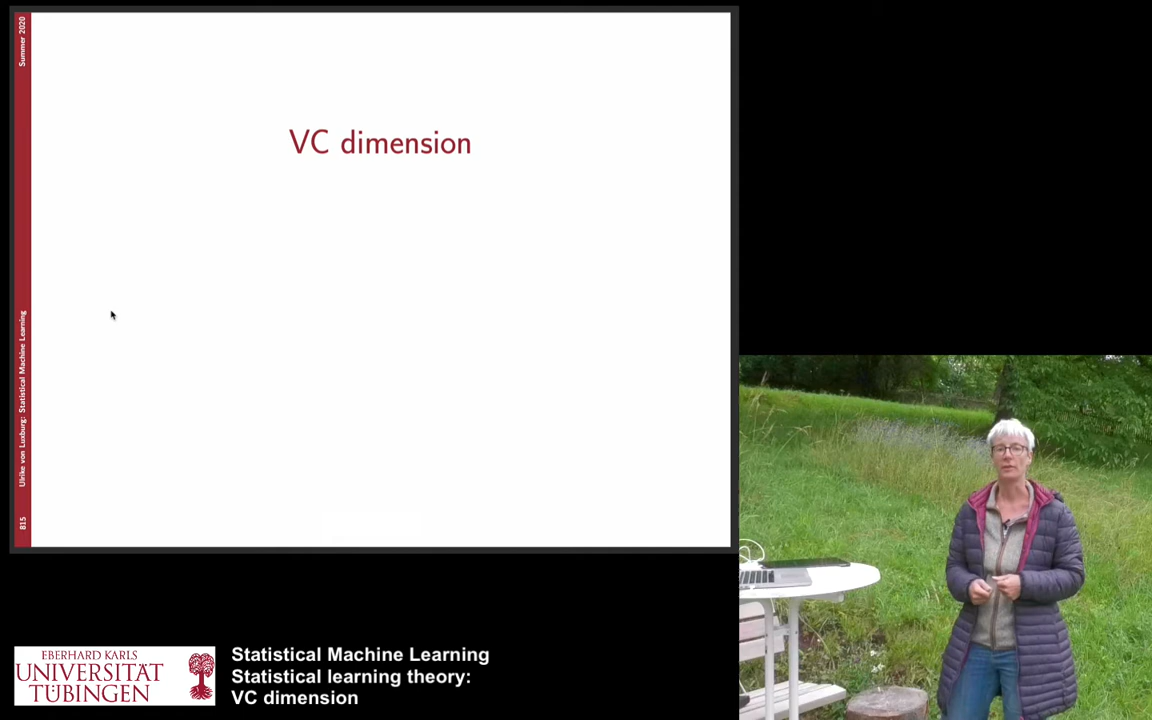 Summer 2020
VC dimension
Ulrike von Luxburg: Statistical Machine Learning
815
EBERHARD KARLS
UNIVERSITÄT
TÜBINGEN
Statistical Machine Learning
Statistical learning theory:
VC dimension